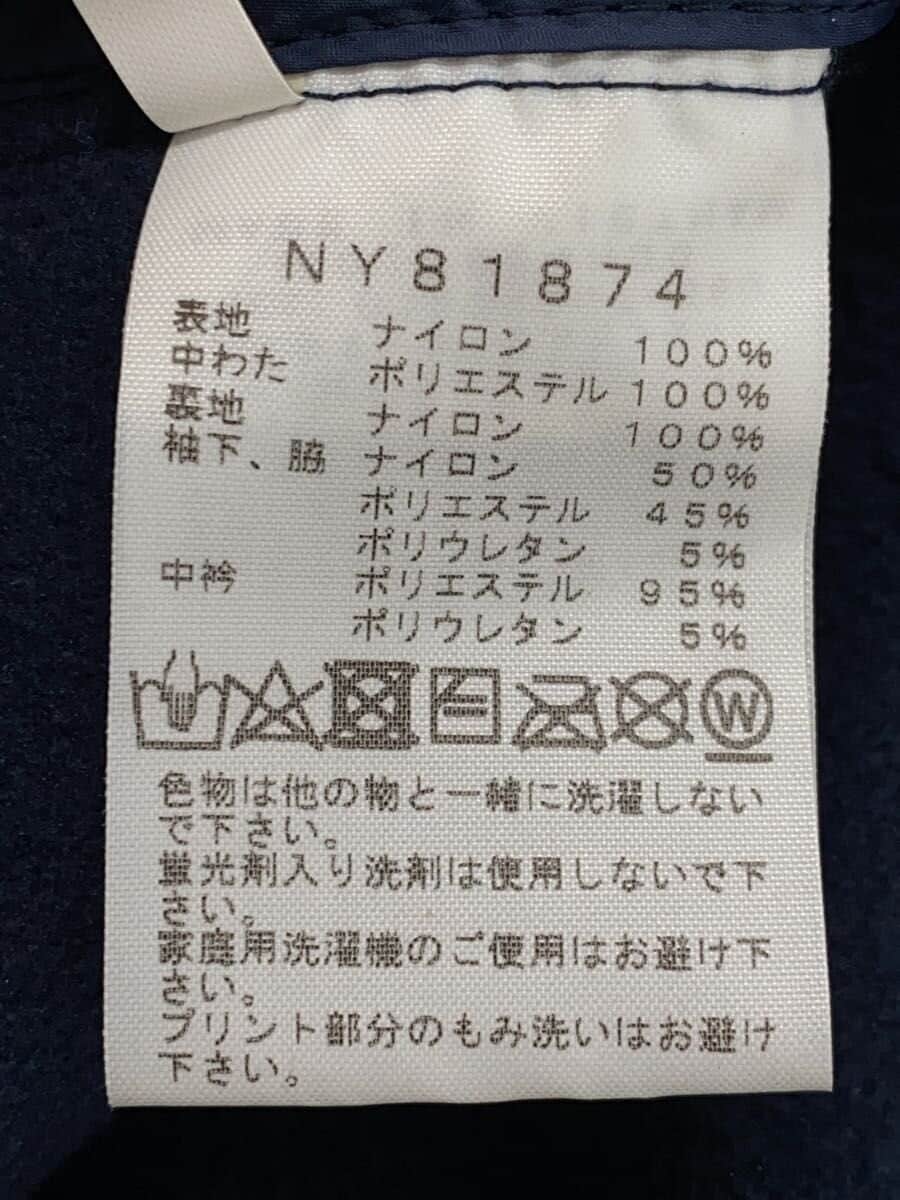 NY81874
表地 ナイロン 100%
中わた ポリエステル 100%
裏地 ナイロン 100%
袖下、脇 ナイロン 50%
ポリエステル 45%
ポリウレタン 5%
中衿 ポリエステル 95%
ポリウレタン 5%
W
色物は他の物と一緒に洗濯しない
で下さい。
蛍光剤入り洗剤は使用しないで下
さい。
家庭用洗濯機のご使用はお避け下
さい。
プリント部分のもみ洗いはお避け
下さい。